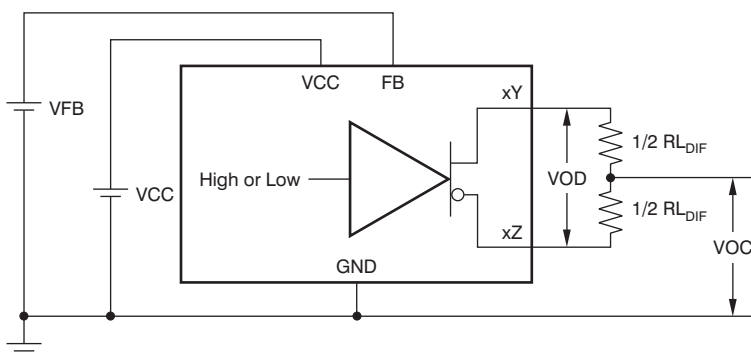 VCC FB
xY
VFB
1/2 RL_DIF
High or Low
VOD
VCC
1/2 RL_DIF
xZ
VOC
GND